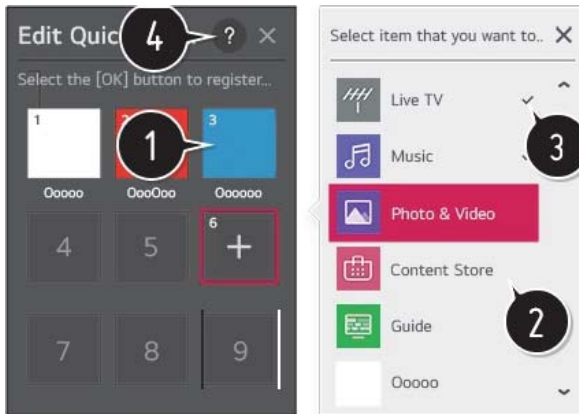 Edit Quic
4
?
Select the [OK] button to register...
1
2
3
1
Ooooo
OooOoo
Oooooo
4
5
6
7
8
9
Select item that you want to..
Live TV
3
Music
Photo & Video
Content Store
2
Guide
Ooooo